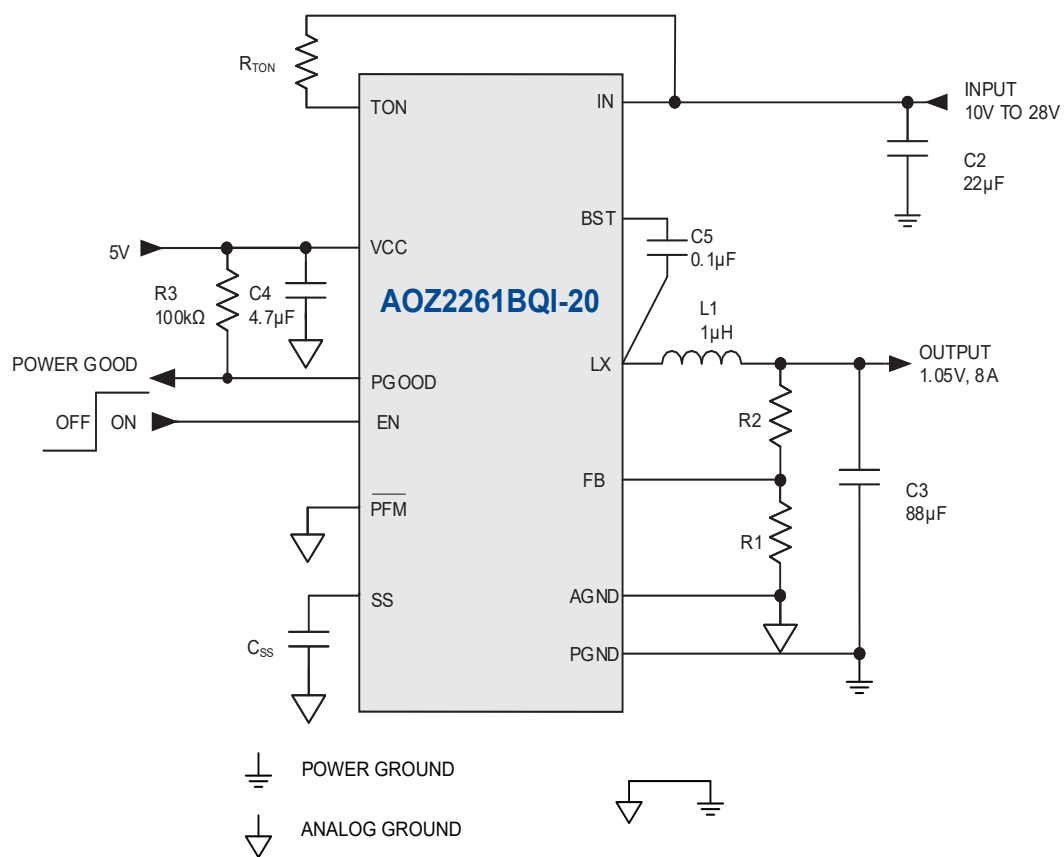 R_TON
TON
IN
INPUT
10V TO 28V
C2
22µF
BST
C5
0.1µF
5V
VCC
R3
100kΩ
C4
4.7µF
AOZ2261BQI-20
L1
1µH
LX
OUTPUT
1.05V, 8A
POWER GOOD
PGOOD
OFF
ON
EN
R2
FB
C3
88µF
PFM
R1
SS
AGND
C_SS
PGND
POWER GROUND
ANALOG GROUND